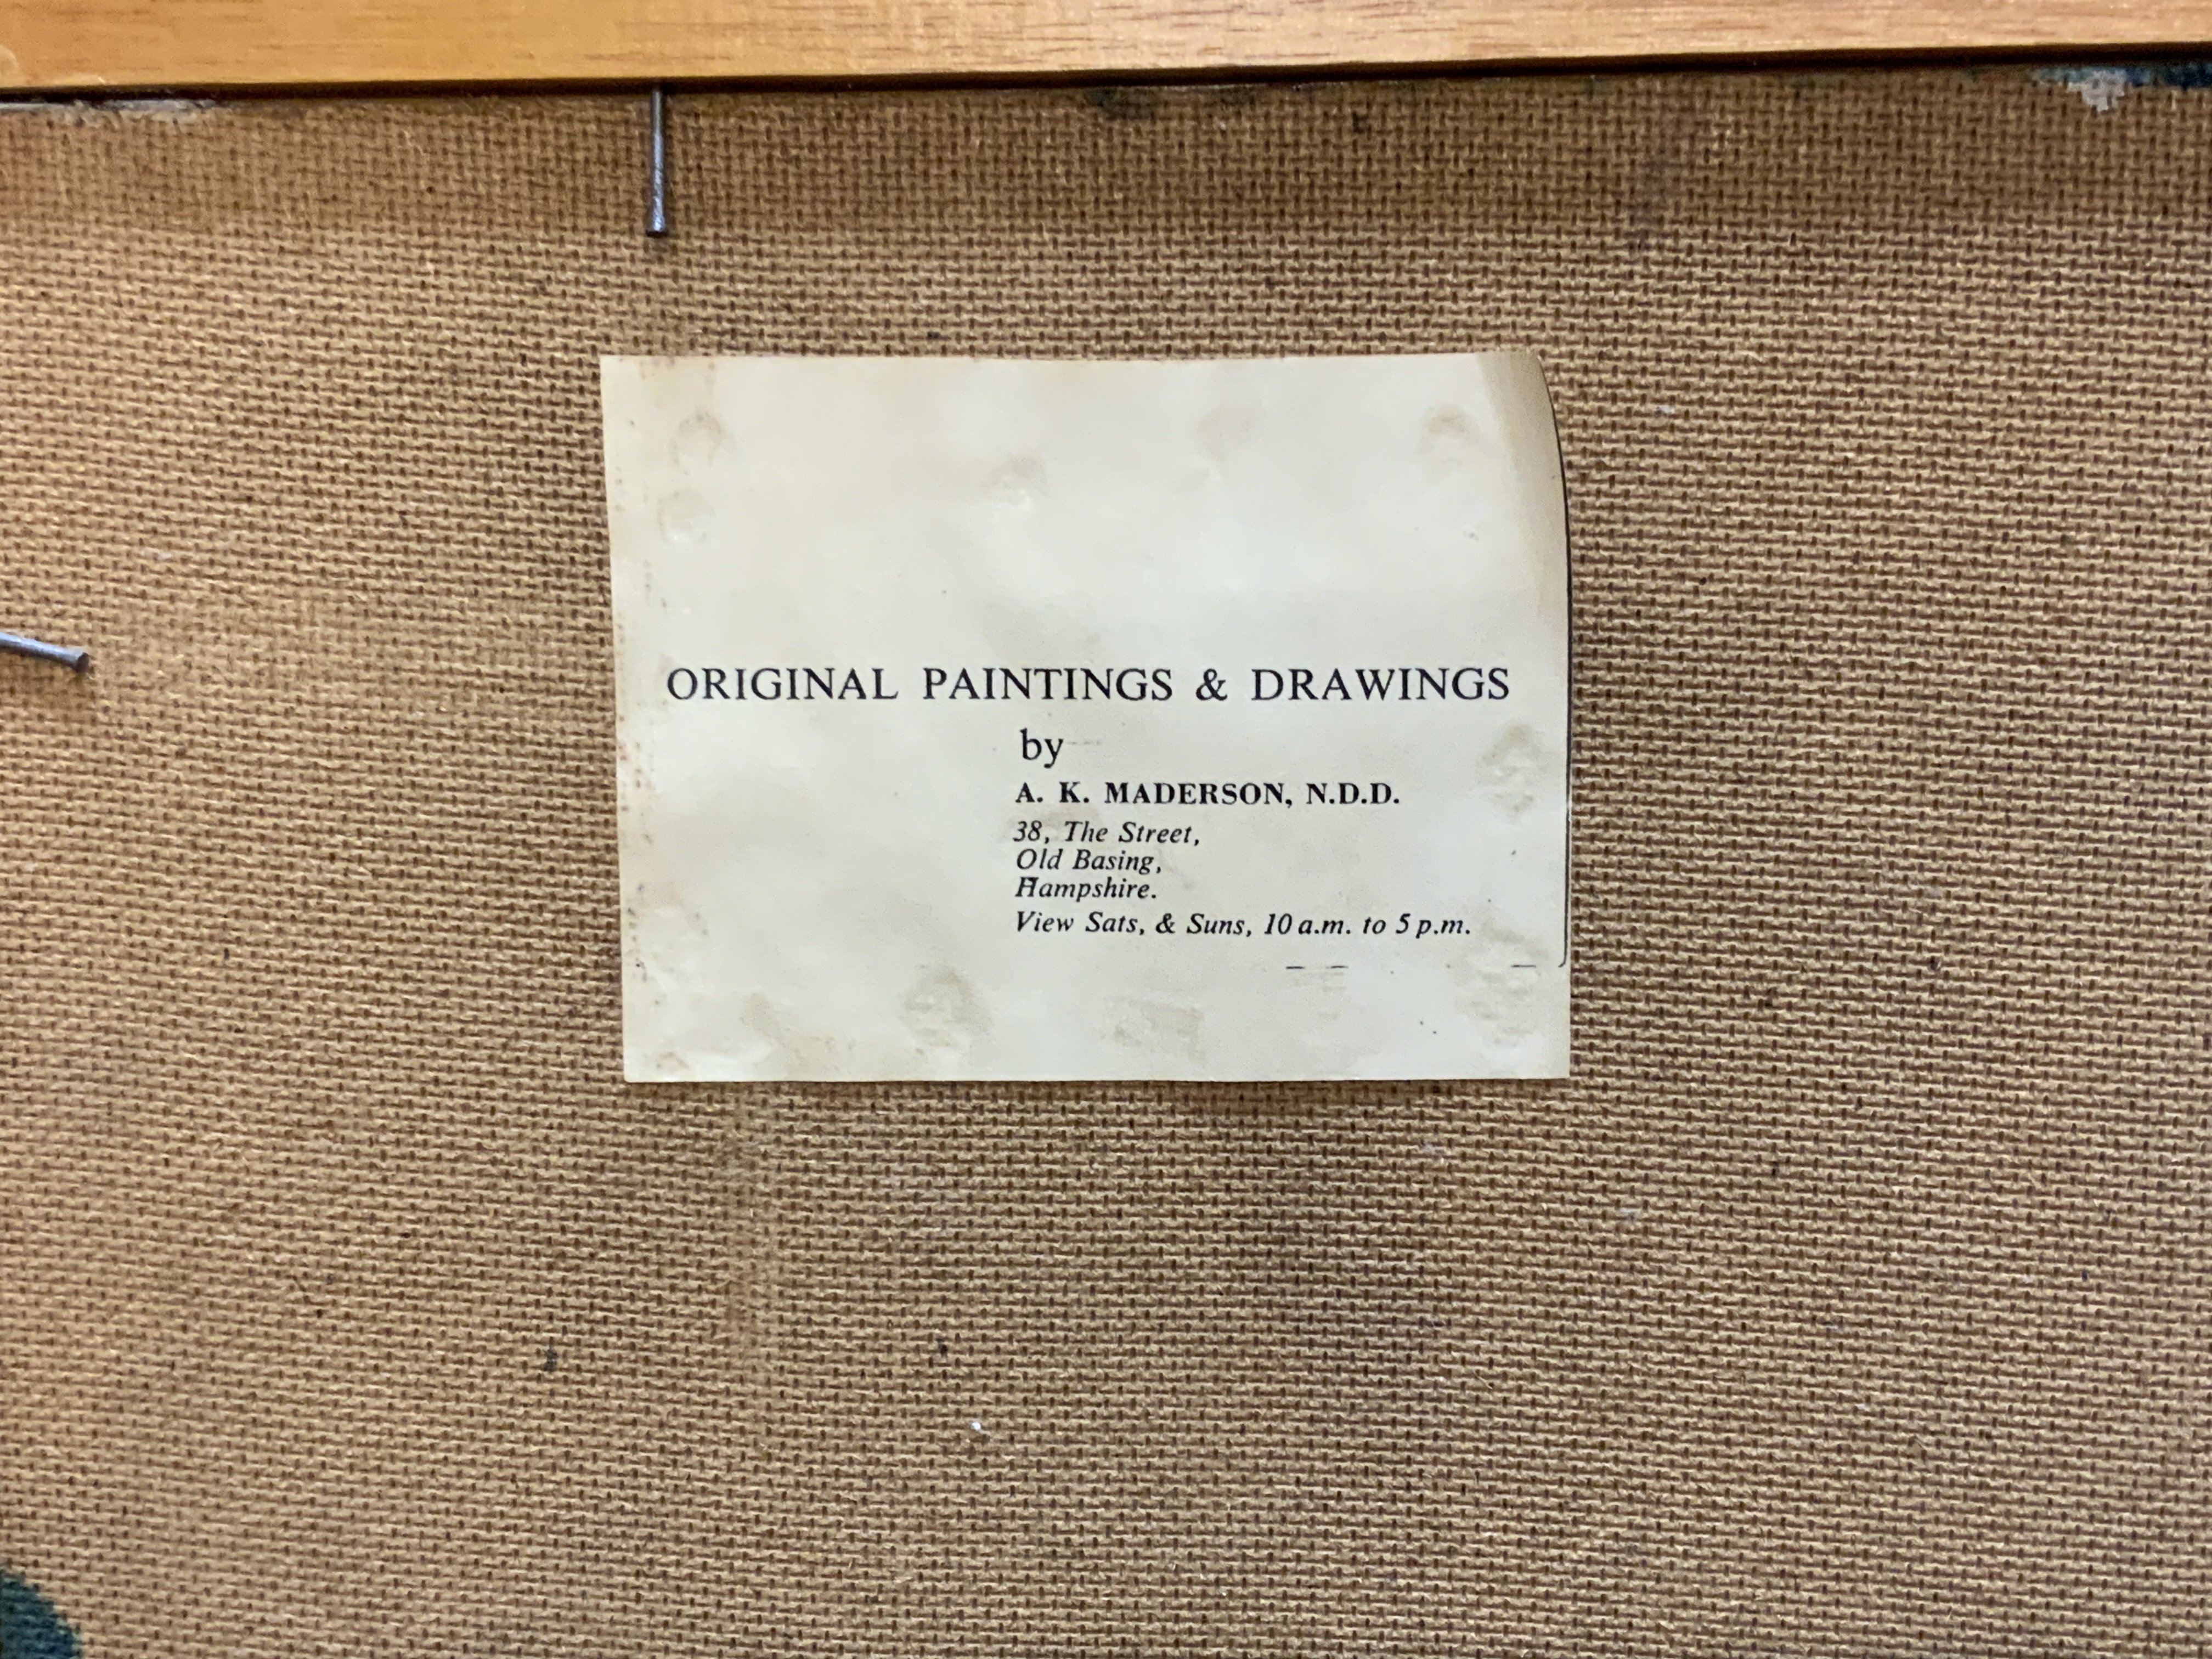 ORIGINAL PAINTINGS & DRAWINGS
by
A. K. MADERSON, N.D.D.
38, The Street,
Old Basing,
Hampshire.
View Sats, & Suns, 10 a.m. to 5 p.m.